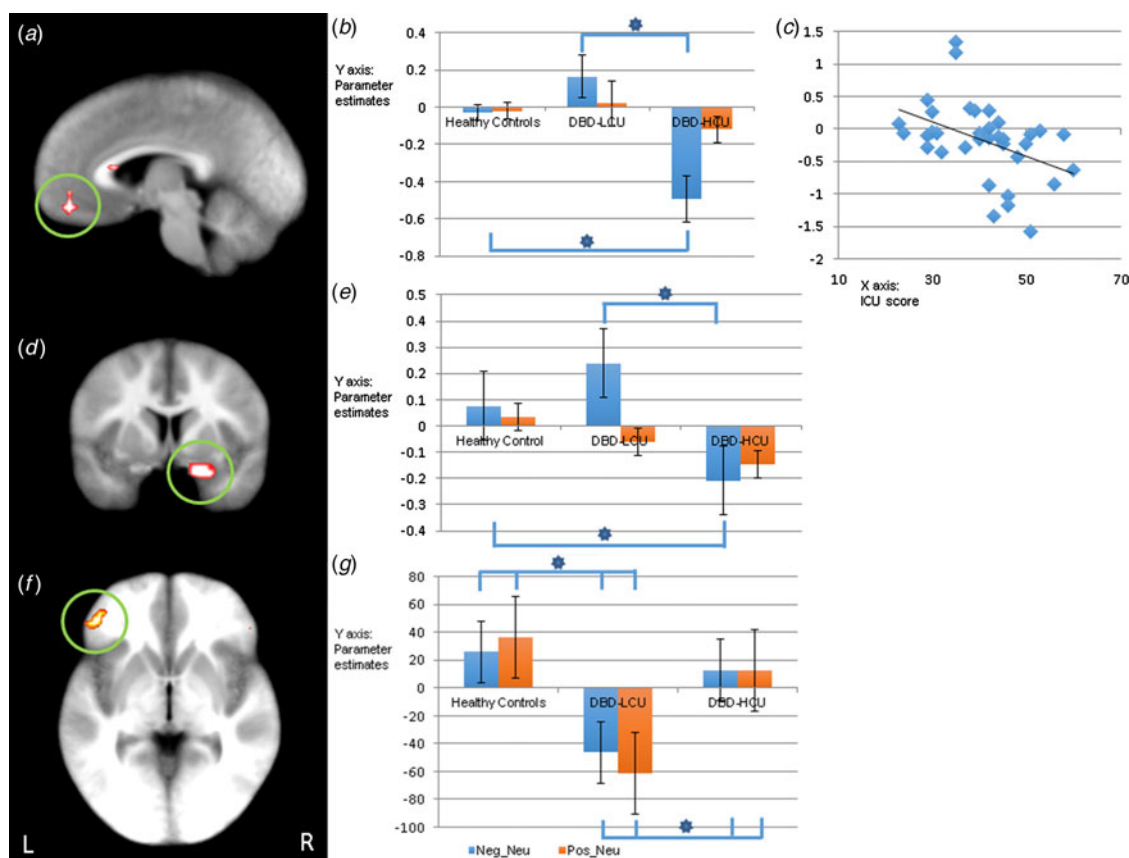 (a)
(b)
0.4
0.2
0
-0.2
-0.4
-0.6
-0.8
Y axis:
Parameter
estimates
Healthy Controls
DBD-LCU
DBD-HCU
(c)
1.5
1
0.5
0
-0.5
-1
-1.5
-2
10
30
50
70
X axis:
ICU score
(d)
(e)
0.5
0.4
0.3
0.2
0.1
0
-0.1
-0.2
-0.3
0.4
Y axis:
Parameter
estimates
Healthy Control
DBD-LCU
DBD-HCU
(f)
L
R
(g)
80
60
40
20
0
-20
-40
-60
-80
-100
Y axis:
Parameter
estimates
Healthy Controls
DBD-LCU
DBD-HCU
Neg_Neu
Pos_Neu